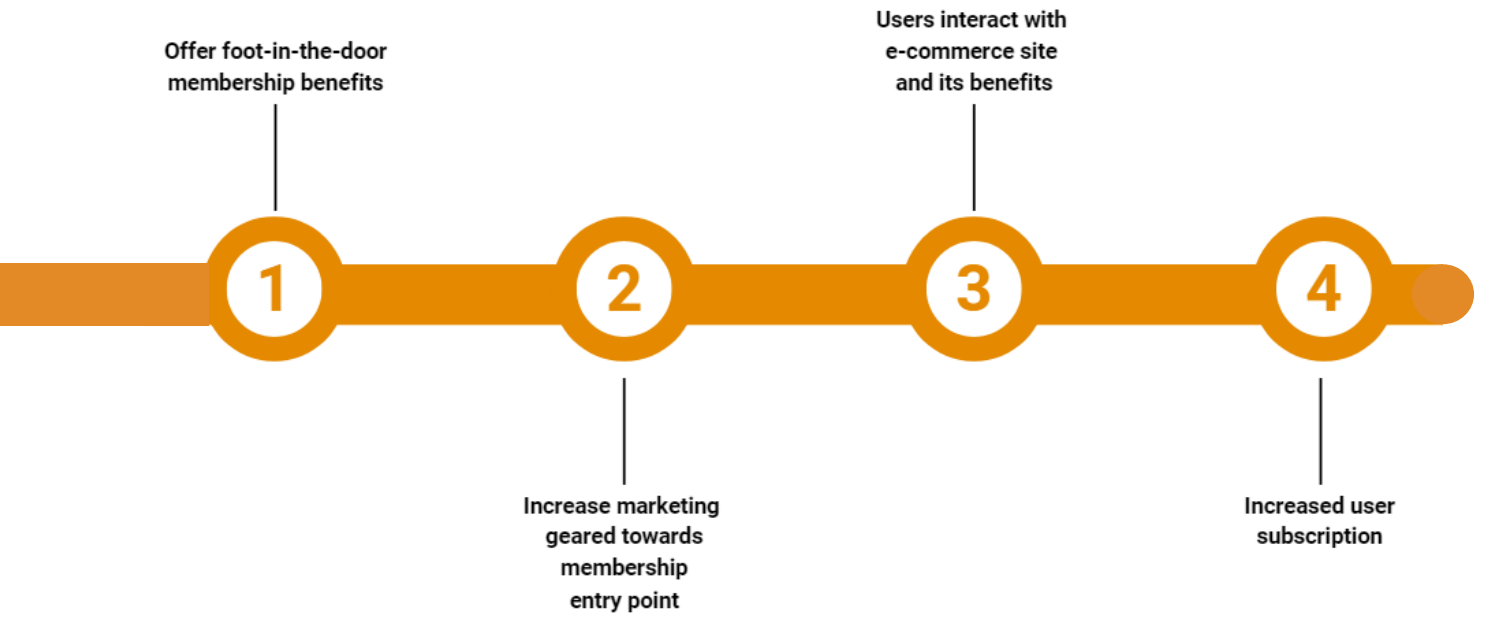 Offer foot-in-the-door
membership benefits
1
Increase marketing
geared towards
membership
entry point
2
Users interact with
e-commerce site
and its benefits
3
Increased user
subscription
4